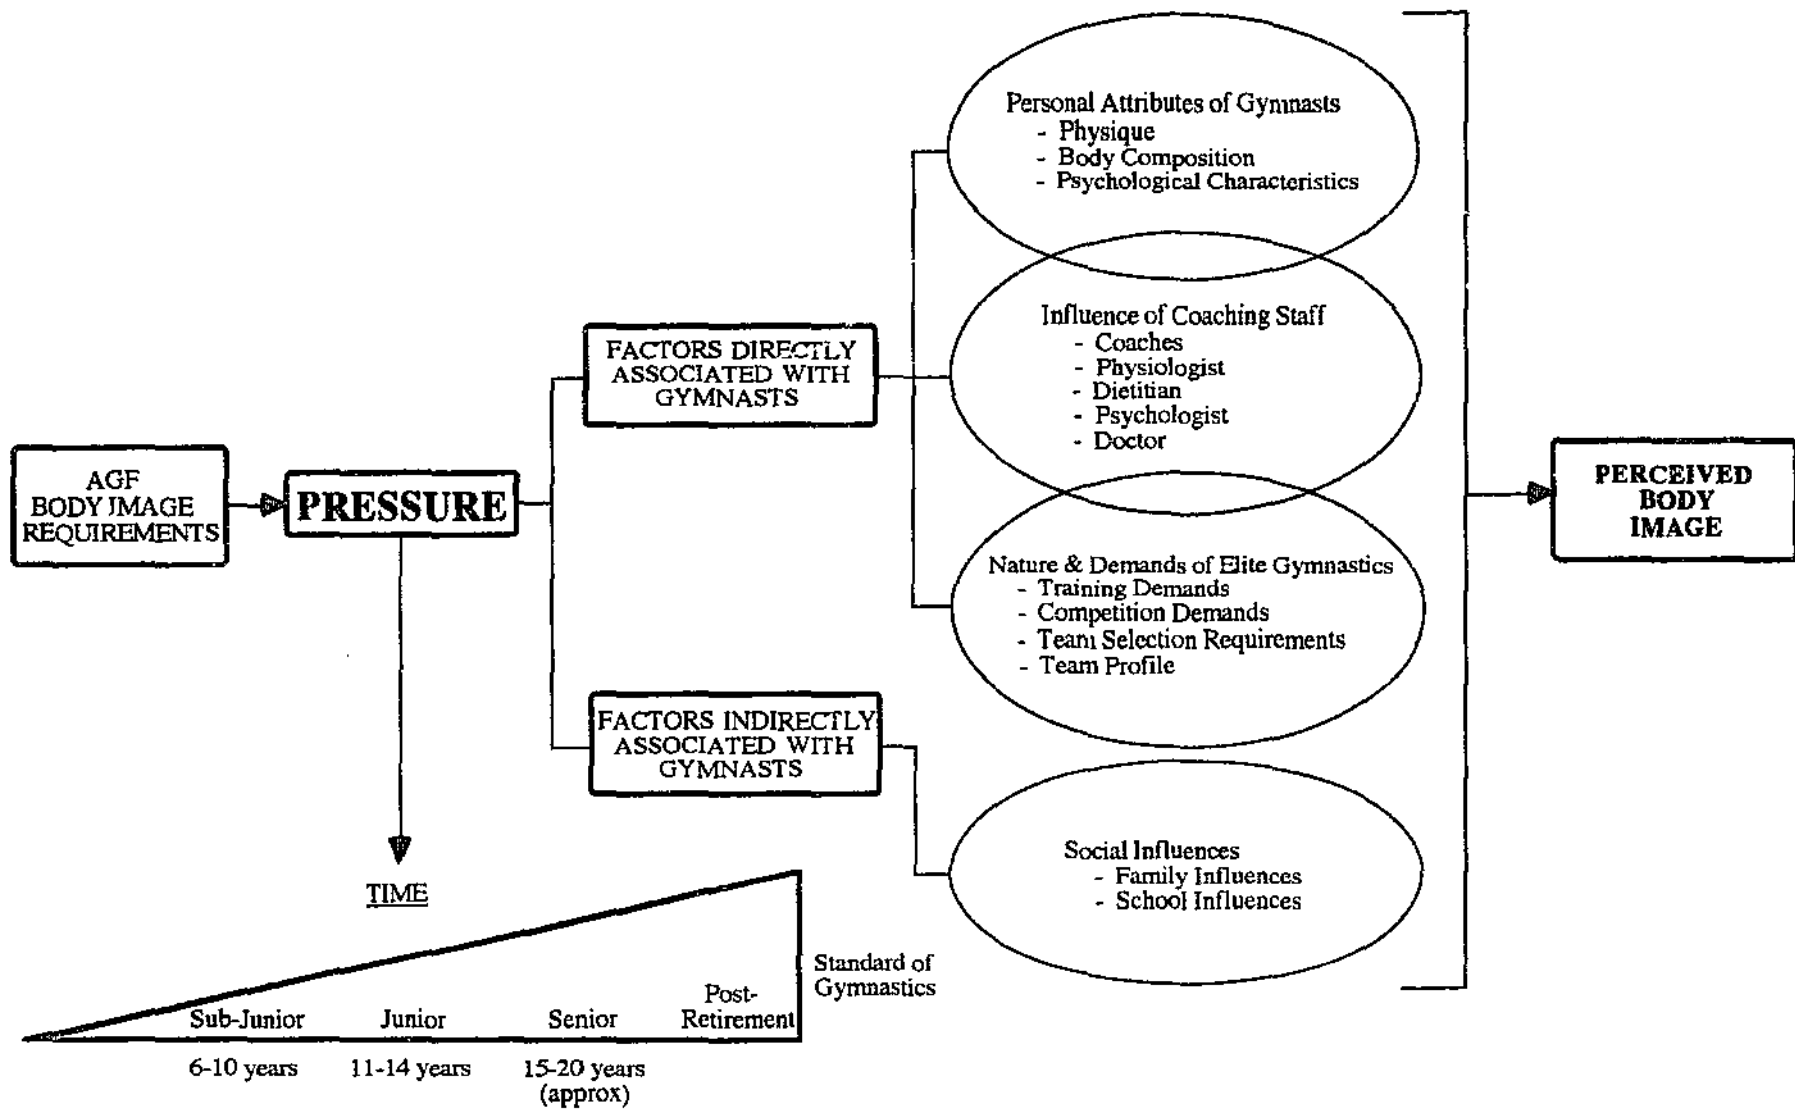 AGF
BODY IMAGE
REQUIREMENTS
PRESSURE
FACTORS DIRECTLY
ASSOCIATED WITH
GYMNASTS
FACTORS INDIRECTLY
ASSOCIATED WITH
GYMNASTS
Personal Attributes of Gymnasts
- Physique
- Body Composition
- Psychological Characteristics
Influence of Coaching Staff
- Coaches
- Physiologist
- Dietitian
- Psychologist
- Doctor
Nature & Demands of Elite Gymnastics
- Training Demands
- Competition Demands
- Team Selection Requirements
- Team Profile
Social Influences
- Family Influences
- School Influences
PERCEIVED
BODY
IMAGE
TIME
Standard of
Gymnastics
Sub-Junior
Junior
Senior
Post-
Retirement
6-10 years
11-14 years
15-20 years
(approx)